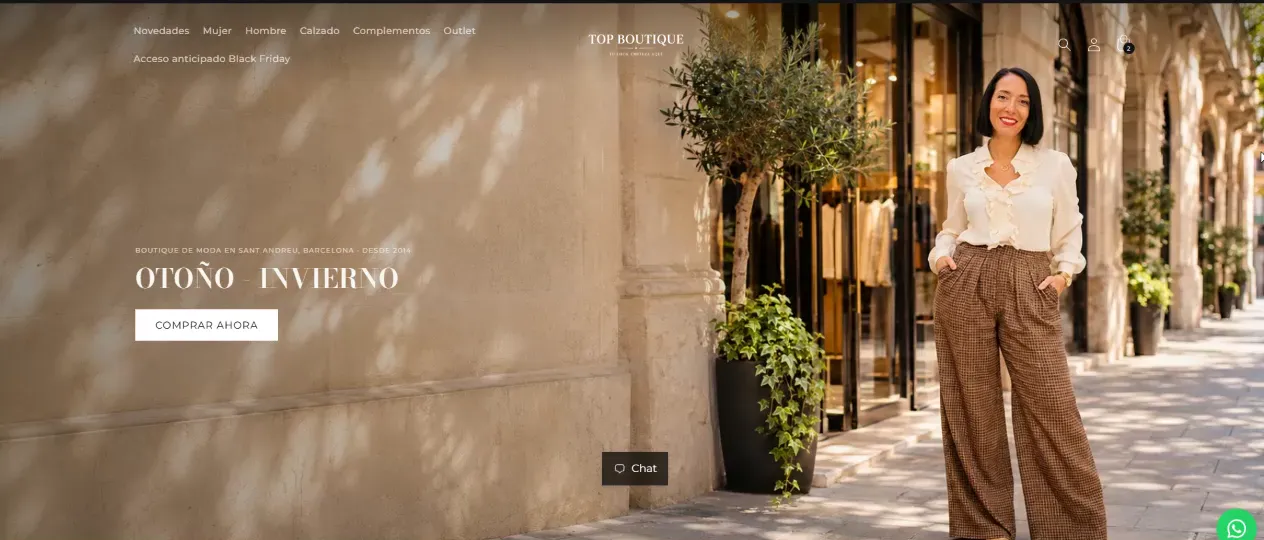 Novedades Mujer Hombre Calzado Complementos Outlet
Acceso anticipado Black Friday
TOP BOUTIQUE
2
BOUTIQUE DE MODA EN SANT ANDREU, BARCELONA - DESDE 2014
OTOÑO - INVIERNO
COMPRAR AHORA
Chat